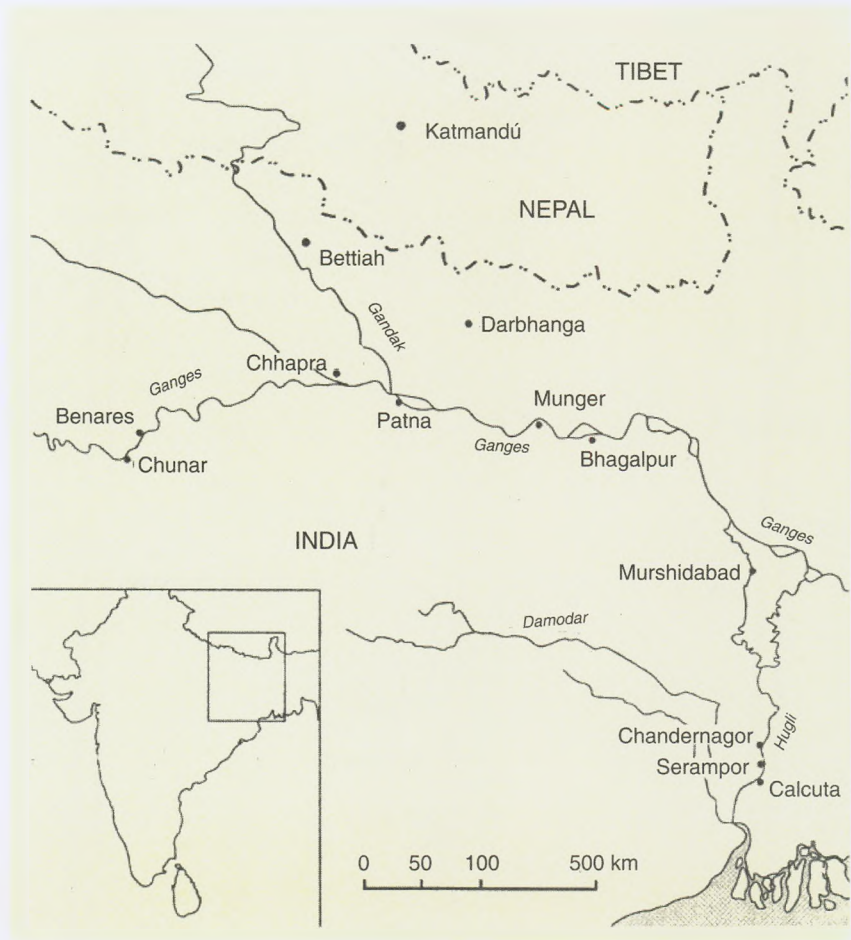 TIBET
Katmandú
NEPAL
Bettiah
Gandak
Darbhanga
Chhapra
Ganges
Benares
Patna
Munger
Ganges
Bhagalpur
Chunar
Ganges
INDIA
Murshidabad
Damodar
Chandernagor
Hugli
Serampor
Calcuta
0 50 100 500 km